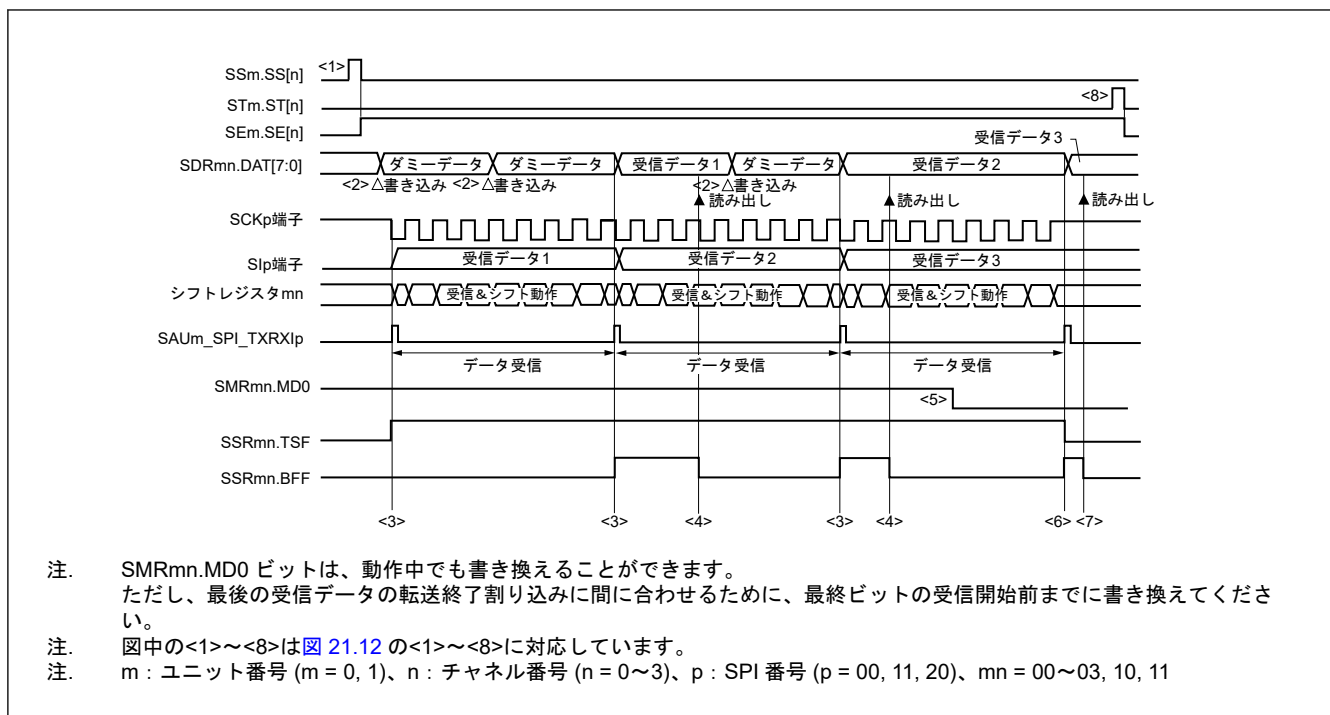 <1>
SSm.SS[n]
<8>
STm.ST[n]
SEm.SE[n]
受信データ3
SDRmn.DAT[7:0]
ダミーデータ ダミーデータ 受信データ1 ダミーデータ 受信データ2
<2>△書き込み <2>△書き込み <2>△書き込み
読み出し 読み出し 読み出し
SCKp端子
SIp端子
受信データ1 受信データ2 受信データ3
シフトレジスタmn
受信&シフト動作 受信&シフト動作 受信&シフト動作
SAUm_SPI_TXRXIp
データ受信 データ受信 データ受信
SMRmn.MD0
<5>
SSRmn.TSF
SSRmn.BFF
<3> <3> <4> <3> <4> <6> <7>
注. SMRmn.MD0 ビットは、動作中でも書き換えることができます。
ただし、最後の受信データの転送終了割り込みに間に合わせるために、最終ビットの受信開始前までに書き換えてくださ
い。
注. 図中の<1>～<8>は図 21.12 の<1>～<8>に対応しています。
注. m：ユニット番号 (m = 0, 1)、n：チャネル番号 (n = 0～3)、p：SPI 番号 (p = 00, 11, 20)、mn = 00～03, 10, 11